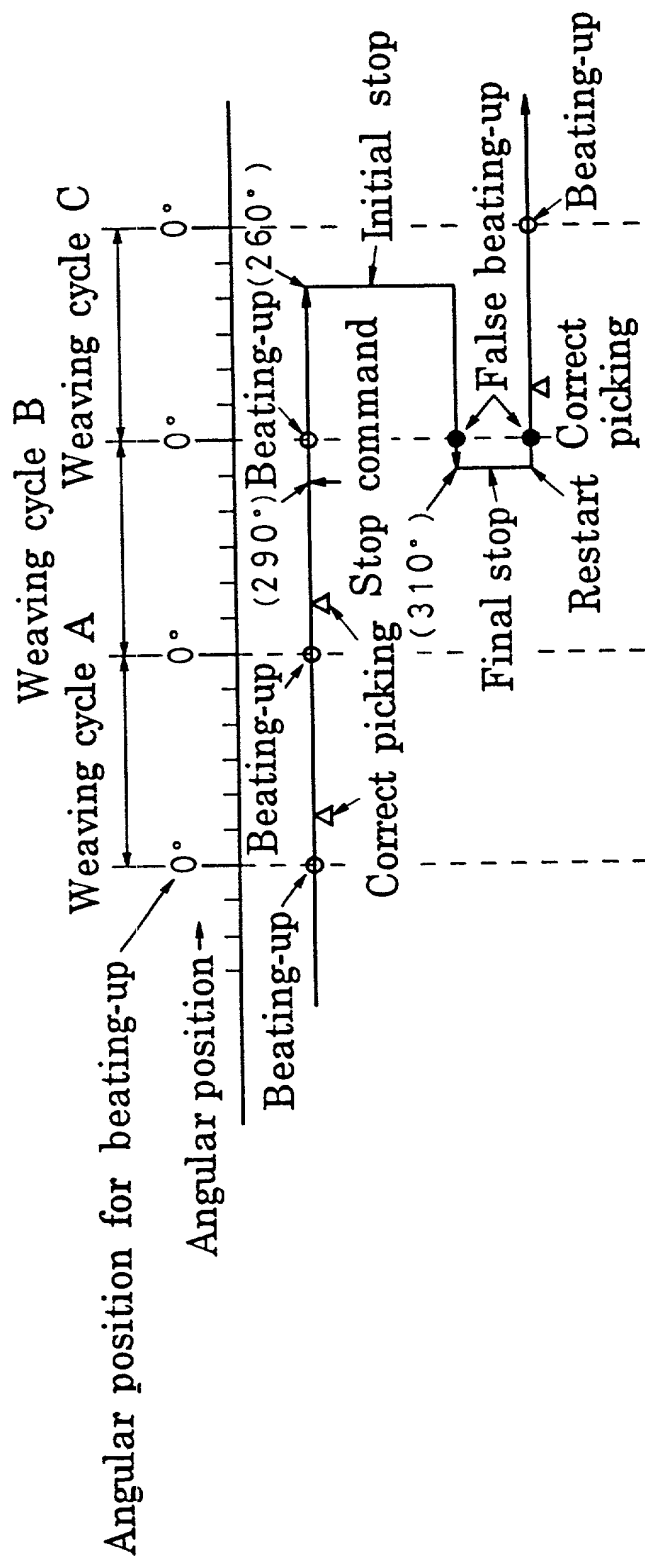 Weaving cycle B
Weaving cycle A
Weaving cycle C
Angular position for beating-up
0°
0°
0°
0°
Angular position→
Beating-up
Beating-up
(290°)
Beating-up
(260°)
Correct picking
Stop command
Initial stop
(310°)
Final stop
False beating-up
Restart
Correct
picking
Beating-up